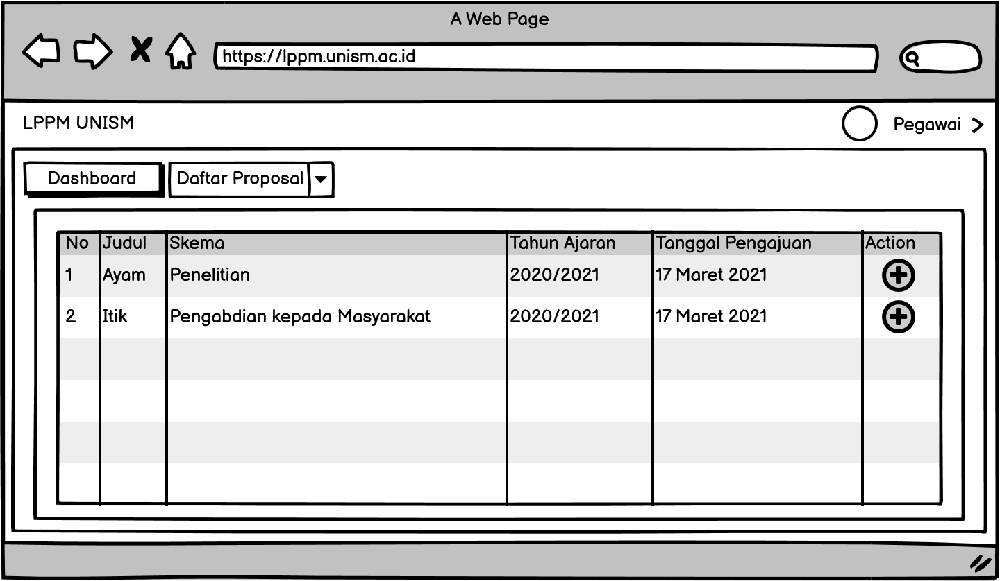 A Web Page
https://lppm.unism.ac.id
LPPM UNISM
Pegawai
Dashboard
Daftar Proposal
No Judul Skema Tahun Ajaran Tanggal Pengajuan Action
1 Ayam Penelitian 2020/2021 17 Maret 2021
2 Itik Pengabdian kepada Masyarakat 2020/2021 17 Maret 2021